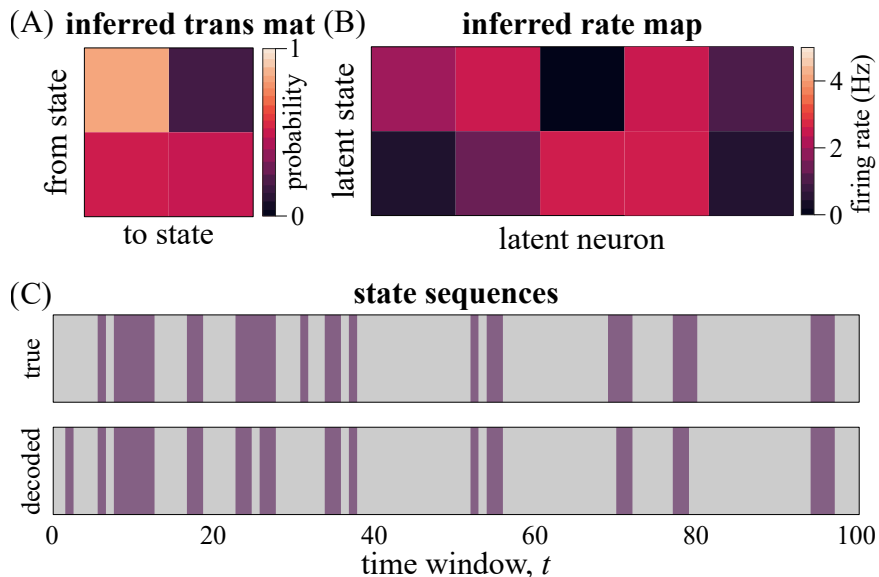 (A) inferred trans mat
from state
to state
1
probability
0
(B) inferred rate map
latent state
latent neuron
4
2
0
firing rate (Hz)
(C) state sequences
true
decoded
0 20 40 60 80 100
time window, t